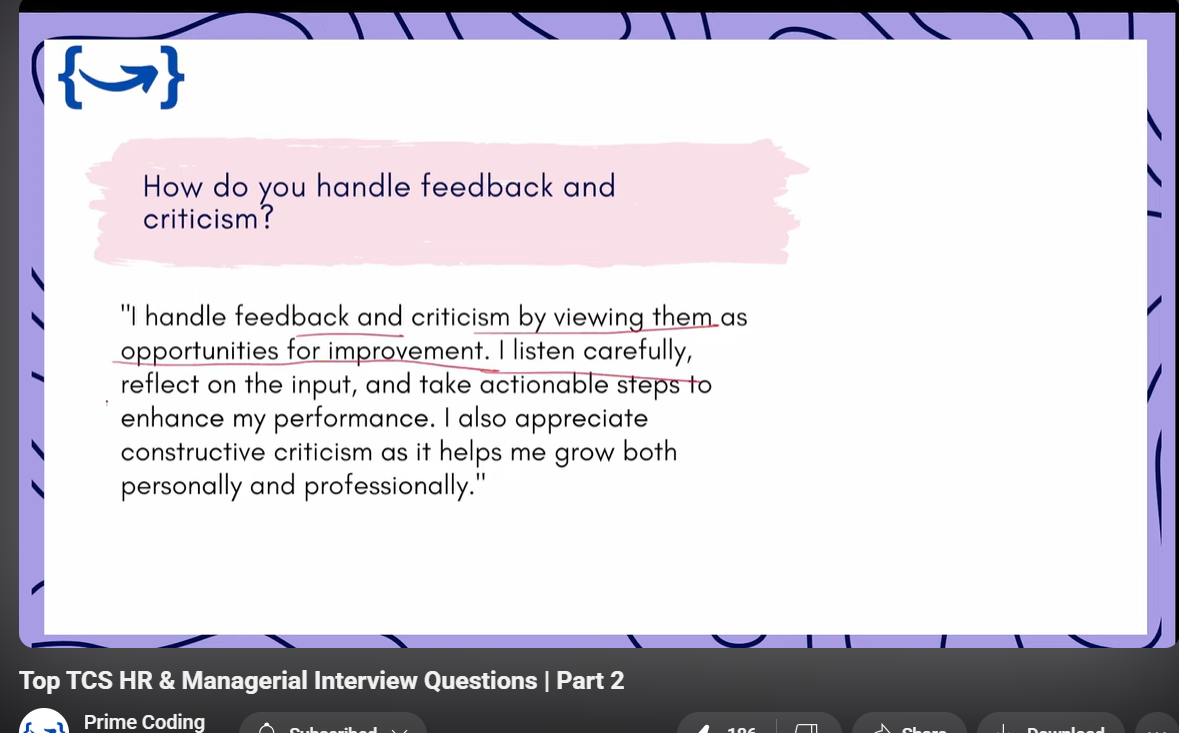 How do you handle feedback and
criticism?
"I handle feedback and criticism by viewing them as
opportunities for improvement. I listen carefully,
reflect on the input, and take actionable steps to
enhance my performance. I also appreciate
constructive criticism as it helps me grow both
personally and professionally."
Top TCS HR & Managerial Interview Questions | Part 2
Prime Coding
Subscribed
186
Share
Download